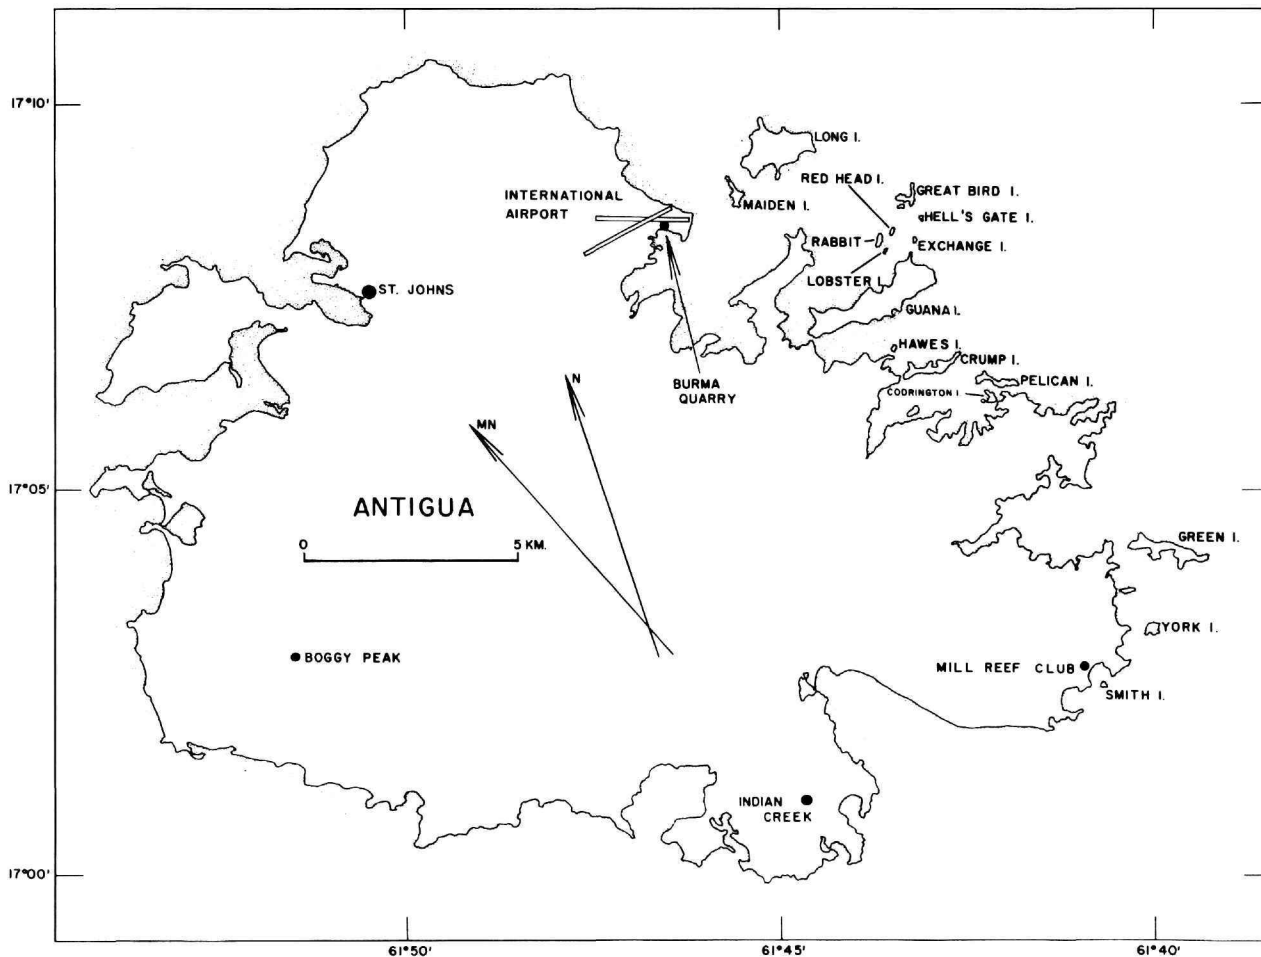 17°10'
LONG I.
RED HEAD I.
INTERNATIONAL
AIRPORT
GREAT BIRD I.
MAIDEN I.
HELL'S GATE I.
RABBIT
EXCHANGE I.
LOBSTER I.
ST. JOHNS
GUANA I.
HAWES I.
CRUMP I.
N
BURMA
QUARRY
PELICAN I.
CODRINGTON I.
MN
17°05'
ANTIGUA
0 5 KM.
GREEN I.
YORK I.
BOGGY PEAK
MILL REEF CLUB
SMITH I.
INDIAN
CREEK
17°00'
61°50' 61°45' 61°40'